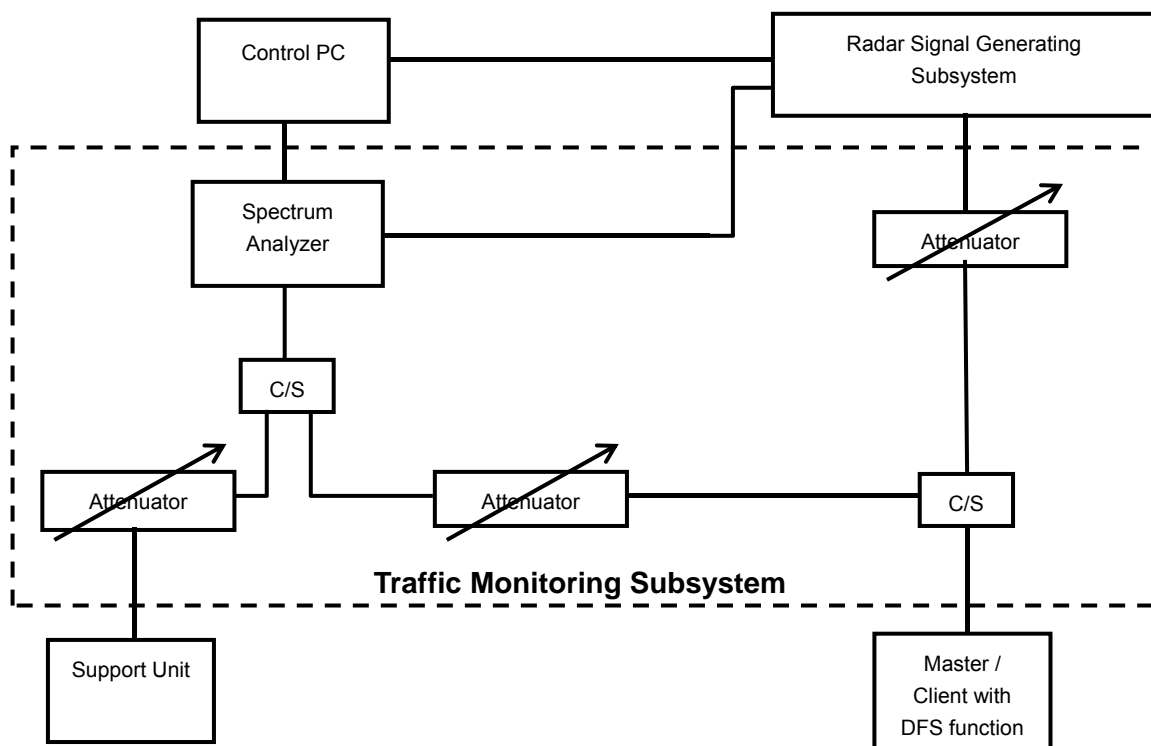 Control PC
Radar Signal Generating
Subsystem
Spectrum
Analyzer
Attenuator
C/S
Attenuator
Attenuator
C/S
Traffic Monitoring Subsystem
Support Unit
Master /
Client with
DFS function